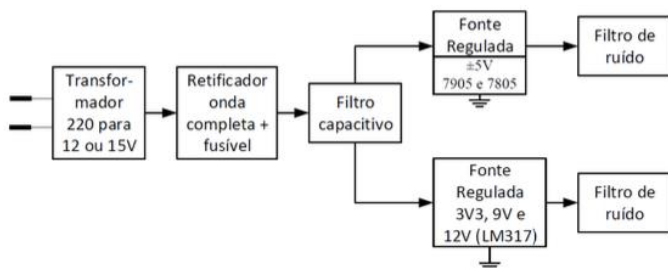 Transfor-
mador
220 para
12 ou 15V
Retificador
onda
completa +
fusível
Filtro
capacitivo
Fonte
Regulada
±5V
7905 e 7805
Filtro de
ruído
Fonte
Regulada
3V3, 9V e
12V (LM317)
Filtro de
ruído